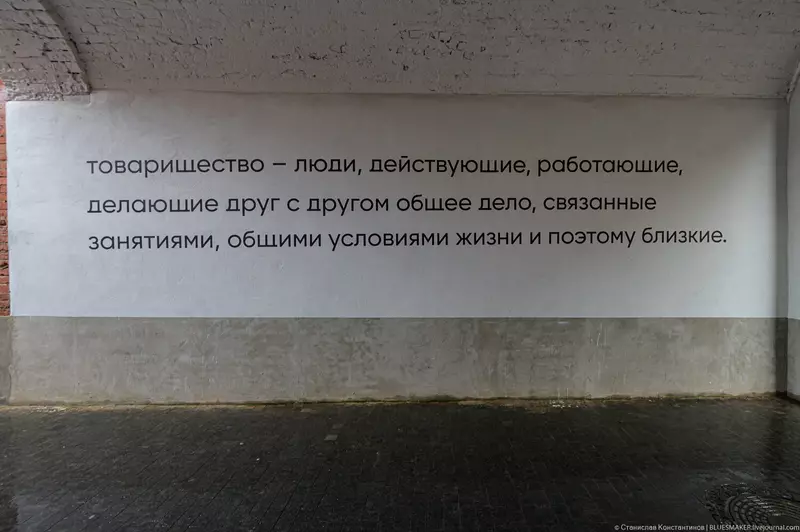 товарищество – люди, действующие, работающие,
делающие друг с другом общее дело, связанные
занятиями, общими условиями жизни и поэтому близкие.
© Станислав Константинов | BLUESMAKER.livejournal.com